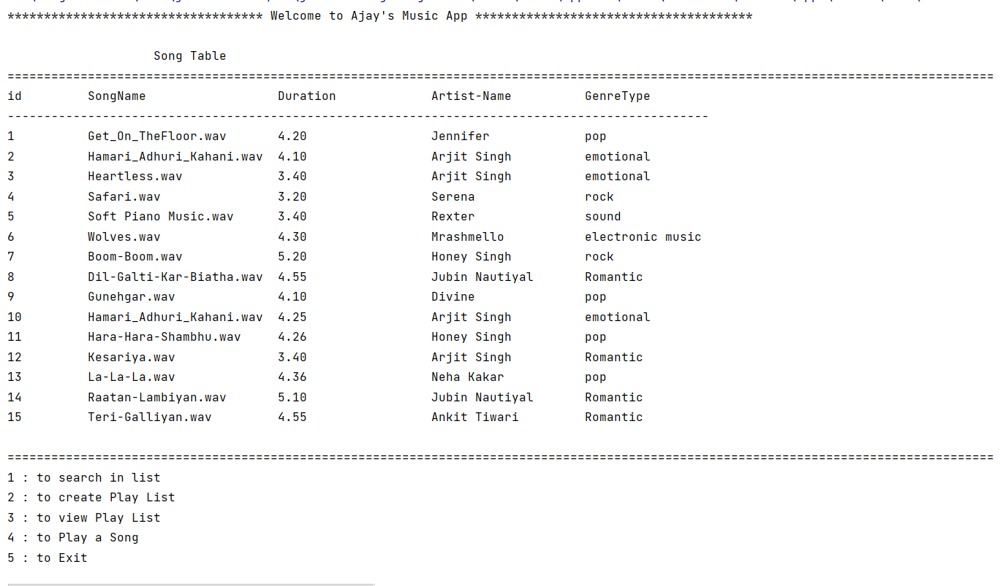 *********************************** Welcome to Ajay's Music App **************************************
Song Table
=======================================================================================================================================
id SongName Duration Artist-Name GenreType
------------------------------------------------------------------------------------------------
1 Get_On_TheFloor.wav 4.20 Jennifer pop
2 Hamari_Adhuri_Kahani.wav 4.10 Arjit Singh emotional
3 Heartless.wav 3.40 Arjit Singh emotional
4 Safari.wav 3.20 Serena rock
5 Soft Piano Music.wav 3.40 Rexter sound
6 Wolves.wav 4.30 Mrashmello electronic music
7 Boom-Boom.wav 5.20 Honey Singh rock
8 Dil-Galti-Kar-Biatha.wav 4.55 Jubin Nautiyal Romantic
9 Gunehgar.wav 4.10 Divine pop
10 Hamari_Adhuri_Kahani.wav 4.25 Arjit Singh emotional
11 Hara-Hara-Shambhu.wav 4.26 Honey Singh pop
12 Kesariya.wav 3.40 Arjit Singh Romantic
13 La-La-La.wav 4.36 Neha Kakar pop
14 Raatan-Lambiyan.wav 5.10 Jubin Nautiyal Romantic
15 Teri-Galliyan.wav 4.55 Ankit Tiwari Romantic
=======================================================================================================================================
1 : to search in list
2 : to create Play List
3 : to view Play List
4 : to Play a Song
5 : to Exit